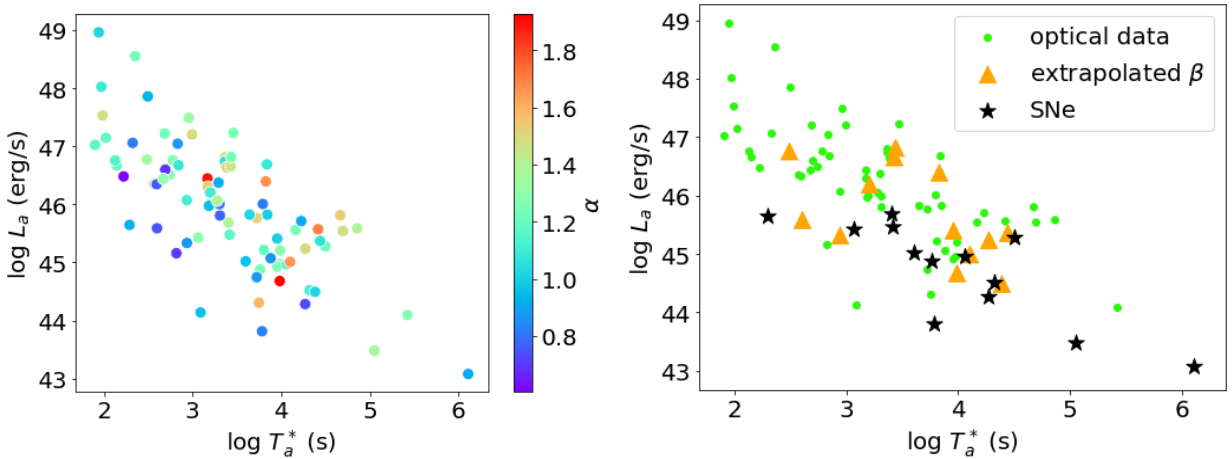 49
48
47
46
45
44
43
log L_a (erg/s)
2 3 4 5 6
log T_a^* (s)
1.8
1.6
1.4
1.2
1.0
0.8
α
49
48
47
46
45
44
43
log L_a (erg/s)
2 3 4 5 6
log T_a^* (s)
optical data
extrapolated β
SNe